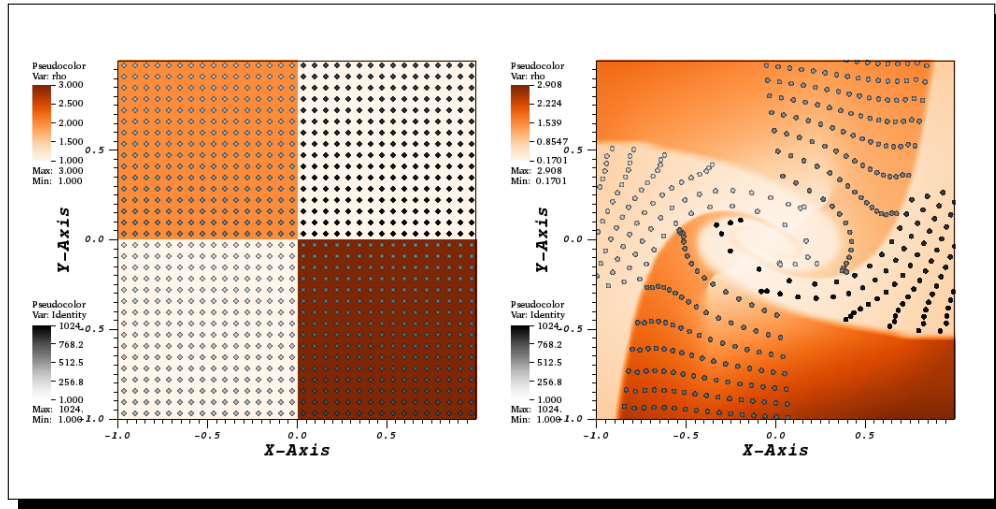 Pseudocolor
Var: rho
3.000
2.500
2.000
1.500
1.000
Max: 3.000
Min: 1.000
Pseudocolor
Var: Identity
1024.
768.2
512.5
256.8
1.000
Max: 1024.
Min: 1.000
Y-Axis
0.5
0.0
-0.5
-1.0
-1.0
-0.5
0.0
0.5
X-Axis
Pseudocolor
Var: rho
2.908
2.224
1.539
0.8547
0.1701
Max: 2.908
Min: 0.1701
Pseudocolor
Var: Identity
1024.
768.2
512.5
256.8
1.000
Max: 1024.
Min: 1.000
Y-Axis
0.5
0.0
-0.5
-1.0
-1.0
-0.5
0.0
0.5
X-Axis